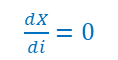 dX/di = 0